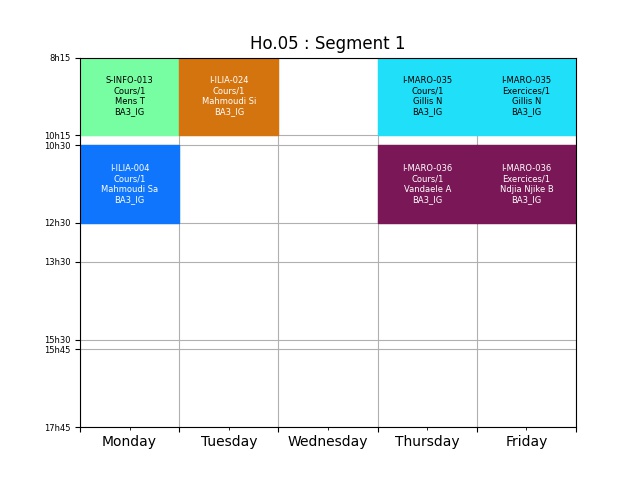 Ho.05 : Segment 1
8h15
S-INFO-013
Cours/1
Mens T
BA3_IG
I-ILIA-024
Cours/1
Mahmoudi Si
BA3_IG
I-MARO-035
Cours/1
Gillis N
BA3_IG
I-MARO-035
Exercices/1
Gillis N
BA3_IG
10h15
10h30
I-ILIA-004
Cours/1
Mahmoudi Sa
BA3_IG
I-MARO-036
Cours/1
Vandaele A
BA3_IG
I-MARO-036
Exercices/1
Ndjia Njike B
BA3_IG
12h30
13h30
15h30
15h45
17h45
Monday
Tuesday
Wednesday
Thursday
Friday